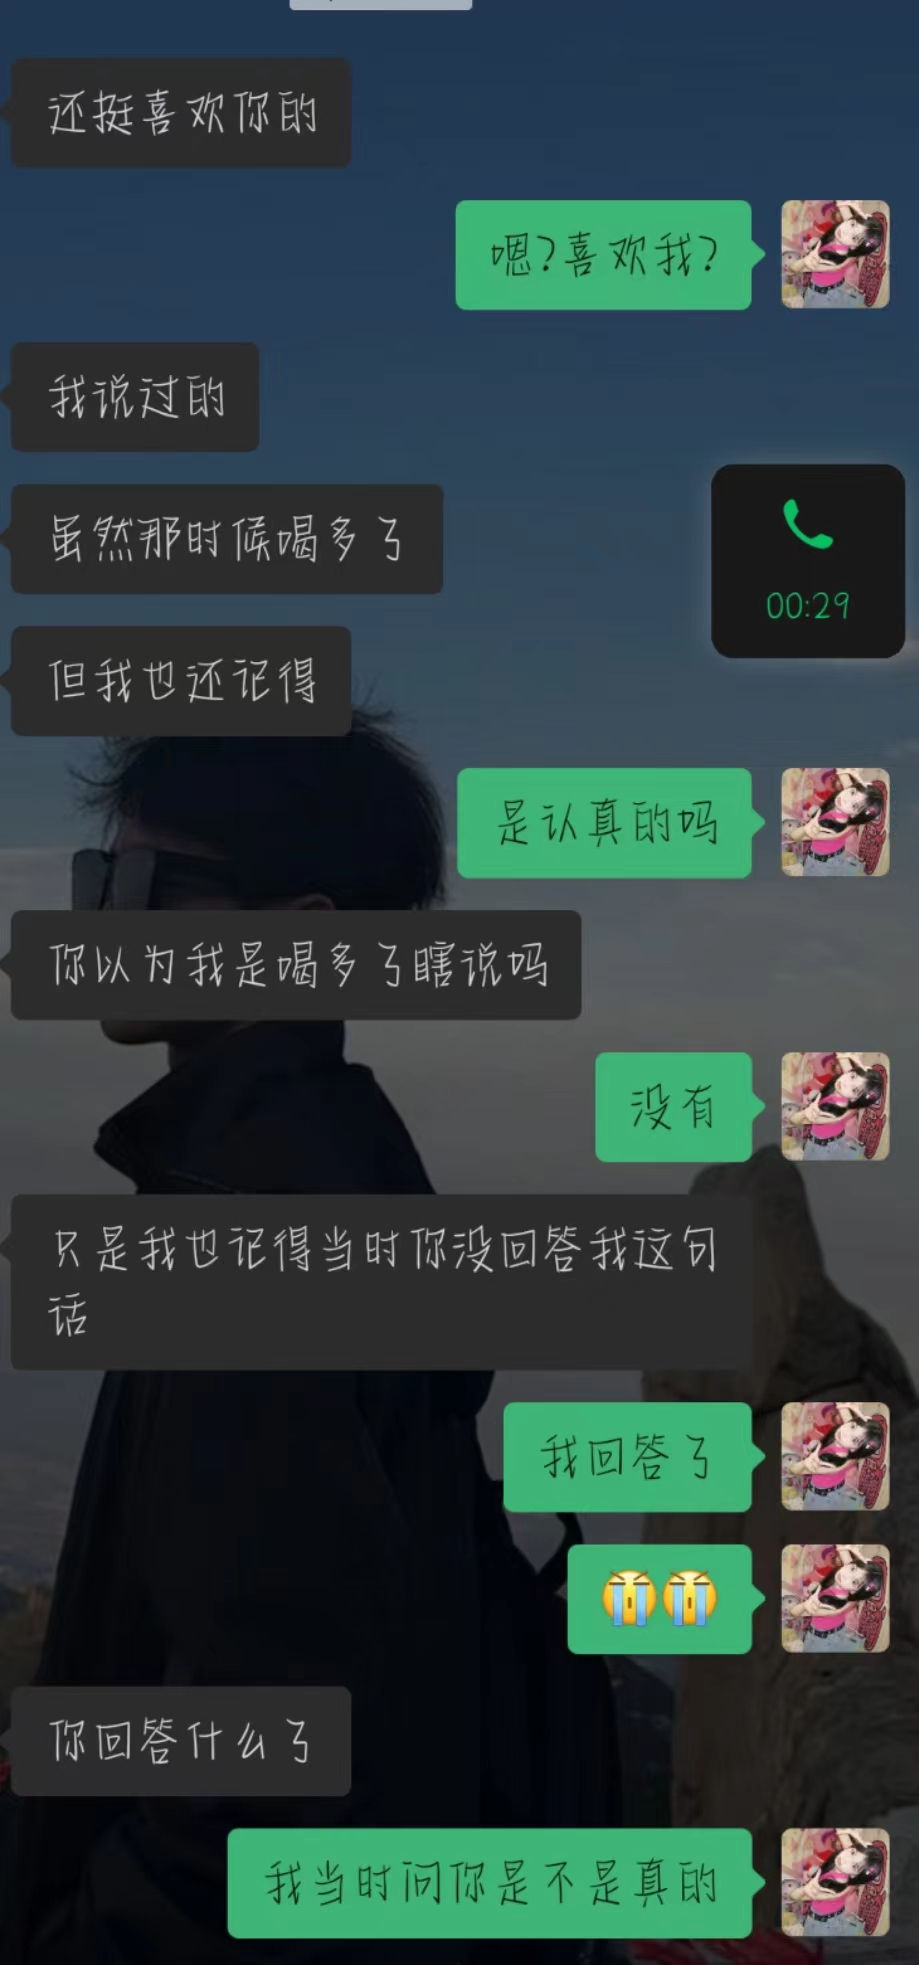 还挺喜欢你的
嗯?喜欢我?
我说过的
虽然那时候喝多了
00:29
但我也还记得
是认真的吗
你以为我是喝多了瞎说吗
没有
只是我也记得当时你没回答我这句
话
我回答了
😭😭
你回答什么了
我当时问你是不是真的